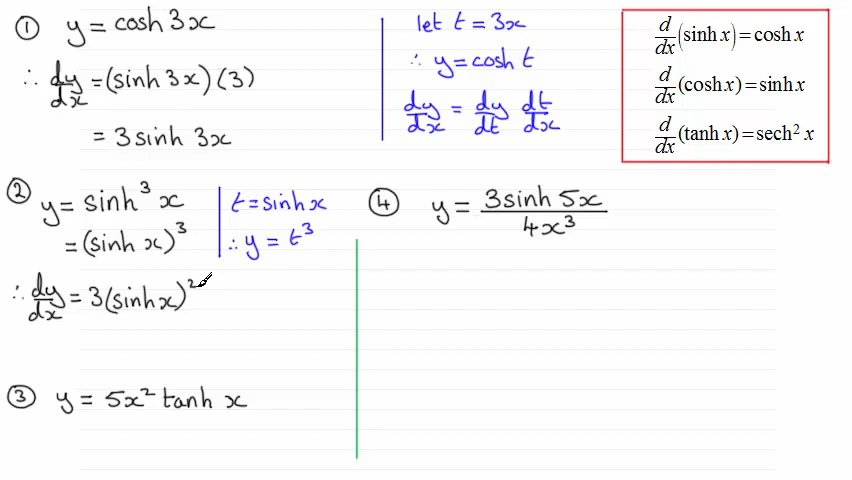 ① y = cosh 3x
∴ dy/dx = (sinh 3x)(3)
= 3 sinh 3x
let t = 3x
∴ y = cosh t
dy/dx = dy/dt dt/dx
d/dx (sinh x) = cosh x
d/dx (cosh x) = sinh x
d/dx (tanh x) = sech² x
② y = sinh³ x
= (sinh x)³
t = sinh x
∴ y = t³
∴ dy/dx = 3(sinh x)²
③ y = 5x² tanh x
④ y = 3 sinh 5x / 4x³